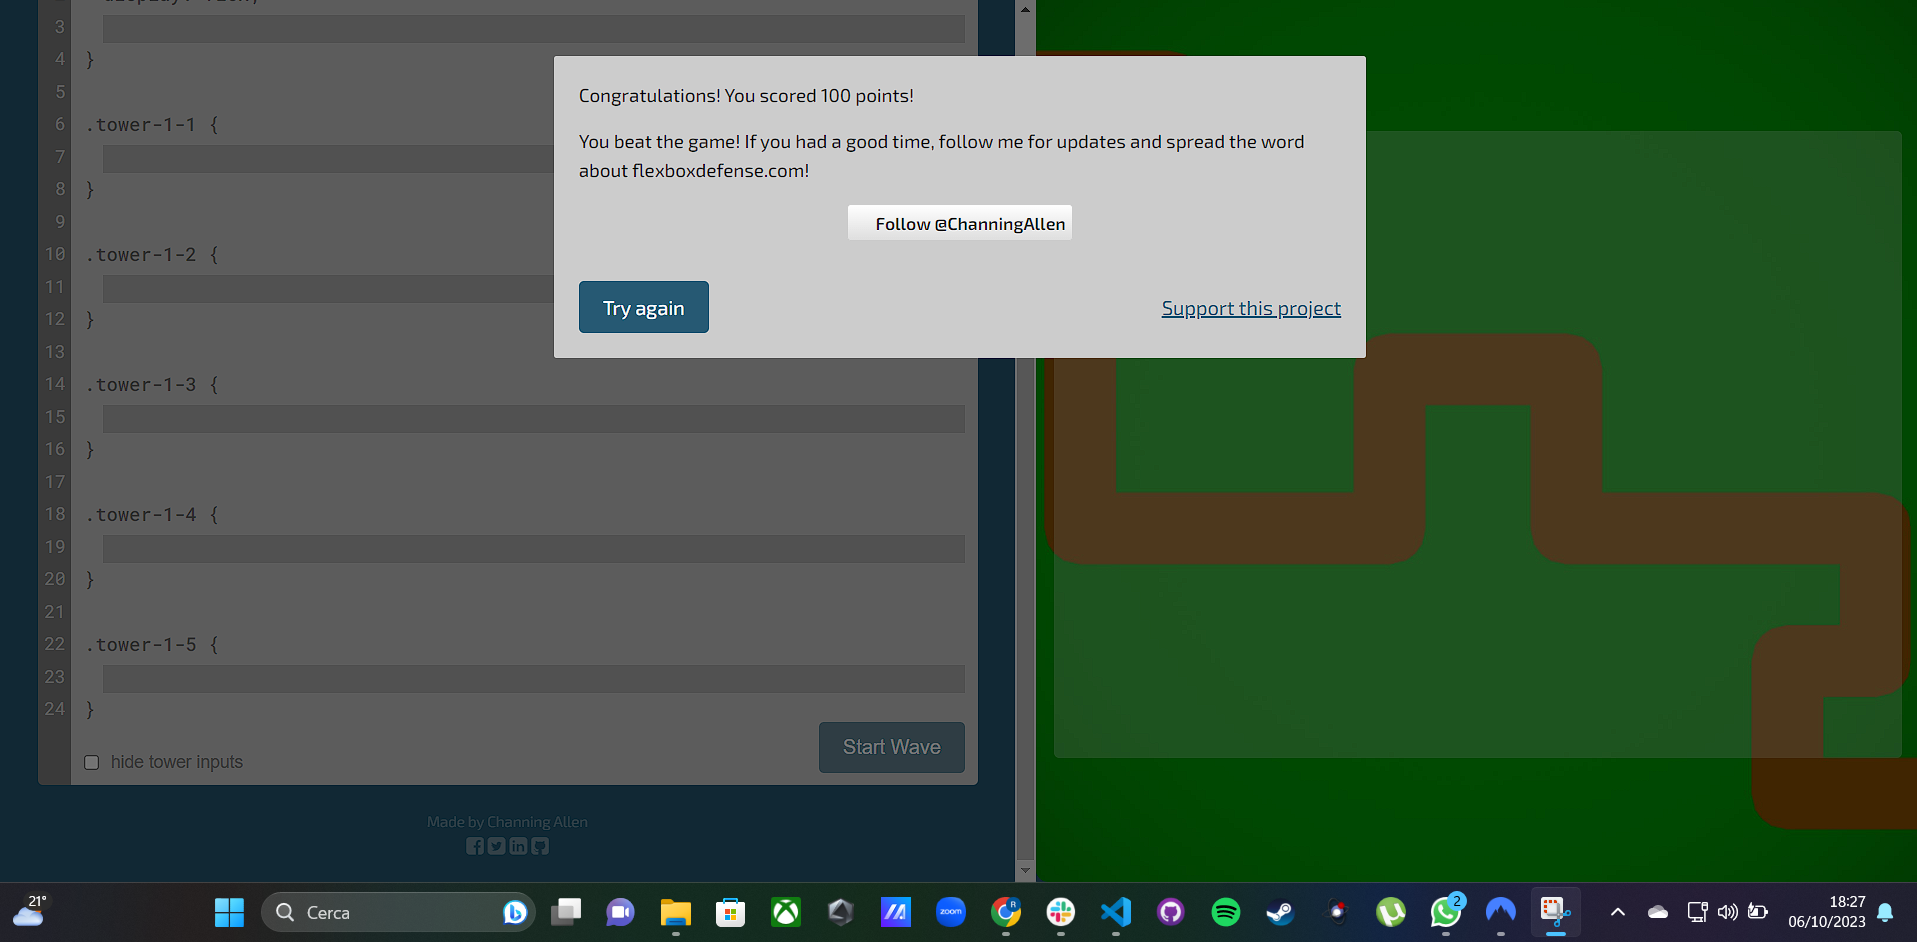 3
4 }
5
6 .tower-1-1 {
7
8 }
9
10 .tower-1-2 {
11
12 }
13
14 .tower-1-3 {
15
16 }
17
18 .tower-1-4 {
19
20 }
21
22 .tower-1-5 {
23
24 }
hide tower inputs
Start Wave
Made by Channing Allen
Congratulations! You scored 100 points!
You beat the game! If you had a good time, follow me for updates and spread the word
about flexboxdefense.com!
Follow @ChanningAllen
Try again
Support this project
21°
Cerca
zoom
R
2
18:27
06/10/2023